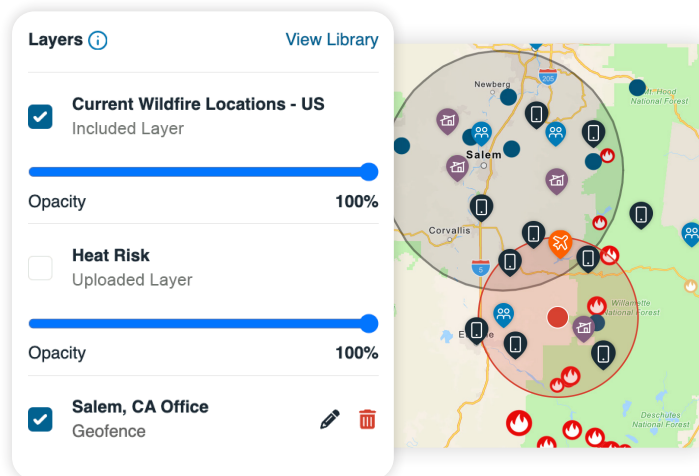 Layers
View Library
Current Wildfire Locations - US
Included Layer
Opacity
100%
Heat Risk
Uploaded Layer
Opacity
100%
Salem, CA Office
Geofence
Newberg
205
Mt. Hood
National Forest
Salem
Corvallis
5
Willamette
National Forest
Deschutes
National Forest